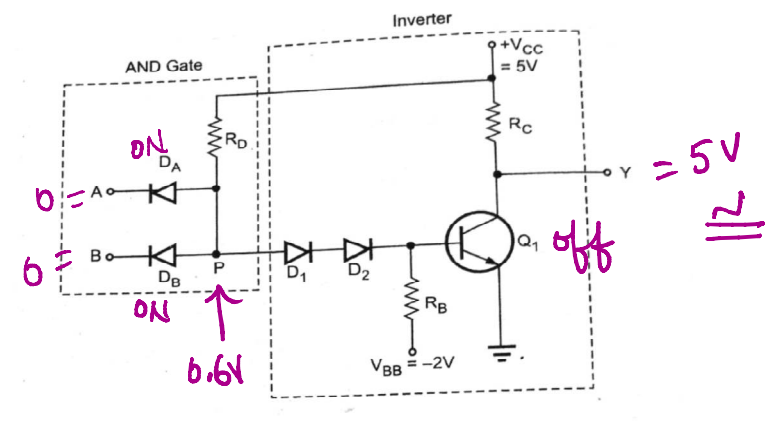 Inverter
+VCC
= 5V
AND Gate
RD
RC
ON
DA
0 = A
Y = 5V
0 = B
DB
P
D1
D2
Q1 off
ON
RB
0.6V
VBB = –2V